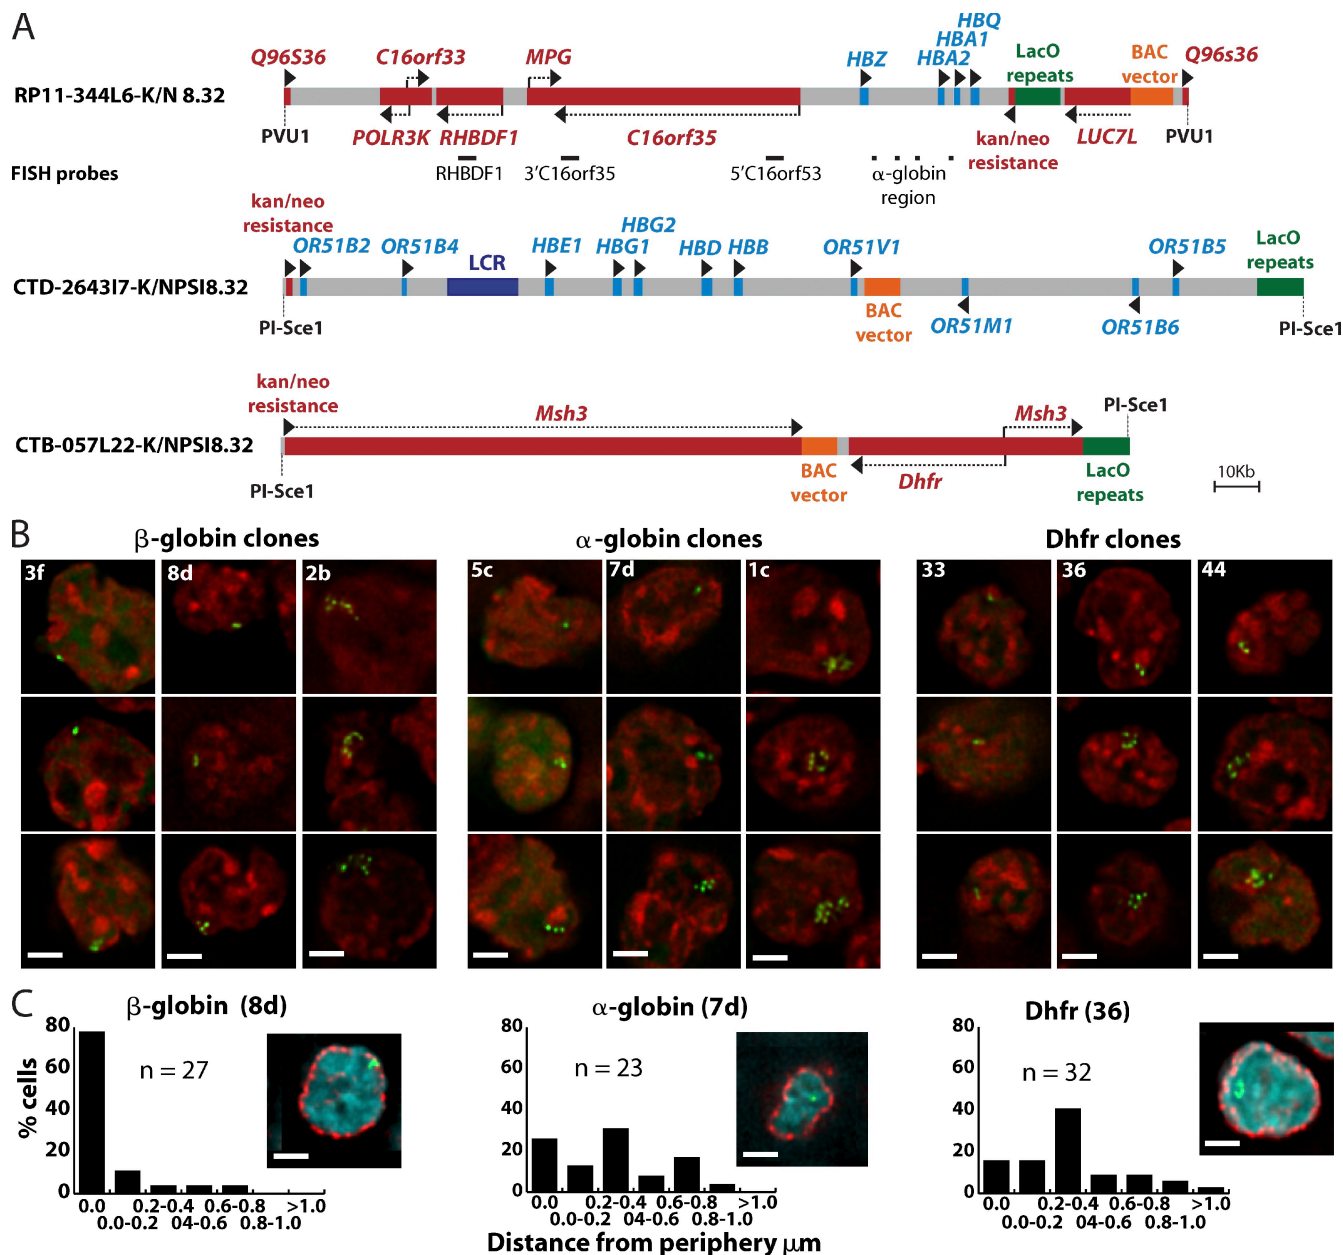 A
Q96S36
C16orf33
MPG
HBZ
HBQ
HBA1
HBA2
LacO
repeats
BAC
vector
Q96s36
RP11-344L6-K/N 8.32
PVU1
POLR3K
RHBDF1
C16orf35
kan/neo
resistance
LUC7L
PVU1
FISH probes
RHBDF1
3'C16orf35
5'C16orf53
α-globin
region
kan/neo
resistance
OR51B2
OR51B4
LCR
HBE1
HBG2
HBG1
HBD
HBB
OR51V1
OR51B5
LacO
repeats
CTD-2643I7-K/NPSI8.32
PI-Sce1
BAC
vector
OR51M1
OR51B6
PI-Sce1
kan/neo
resistance
Msh3
Msh3
PI-Sce1
CTB-057L22-K/NPSI8.32
PI-Sce1
BAC
vector
Dhfr
LacO
repeats
10Kb
B
β-globin clones
α-globin clones
Dhfr clones
3f
8d
2b
5c
7d
1c
33
36
44
C
β-globin (8d)
α-globin (7d)
Dhfr (36)
% cells
80
60
40
20
0
n = 27
0.0
0.2-0.4
0.6-0.8
>1.0
0.0-0.2
04-0.6
0.8-1.0
80
60
40
20
0
n = 23
0.0
0.2-0.4
0.6-0.8
>1.0
0.0-0.2
04-0.6
0.8-1.0
80
60
40
20
0
n = 32
0.0
0.2-0.4
0.6-0.8
>1.0
0.0-0.2
04-0.6
0.8-1.0
Distance from periphery µm